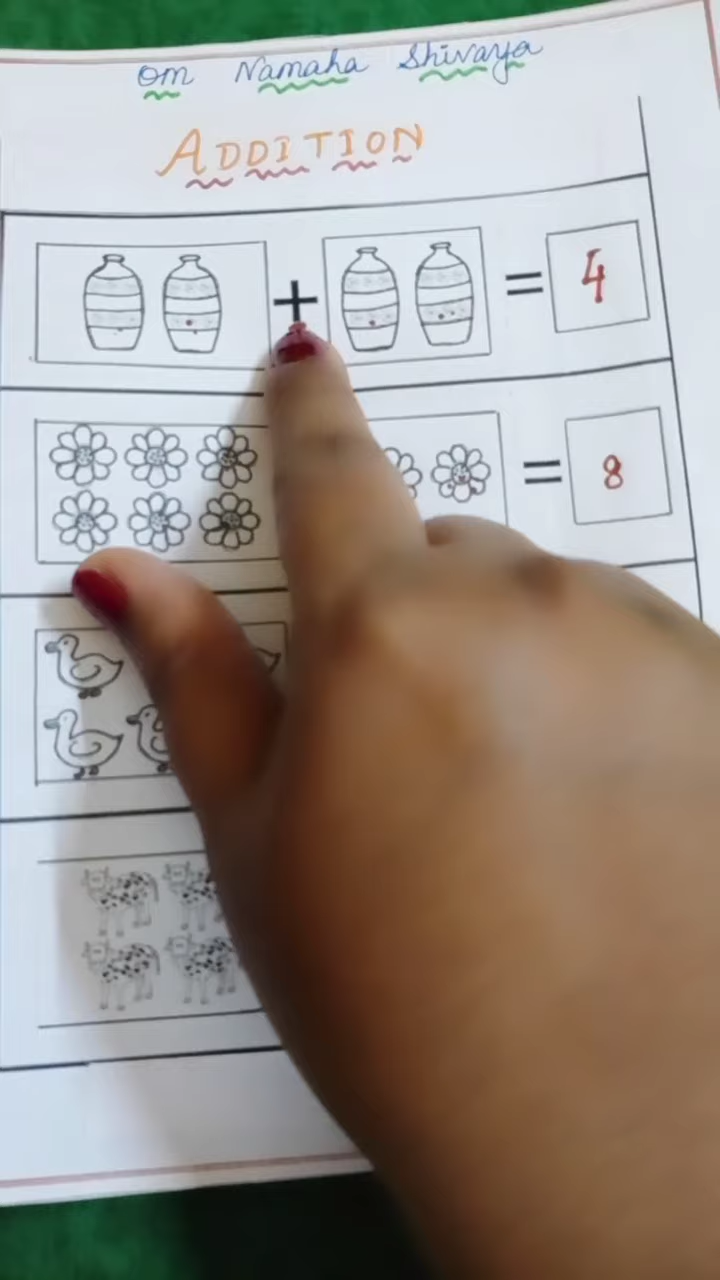 om Namaha Shivaya
ADDITION
+ = 4
= 8